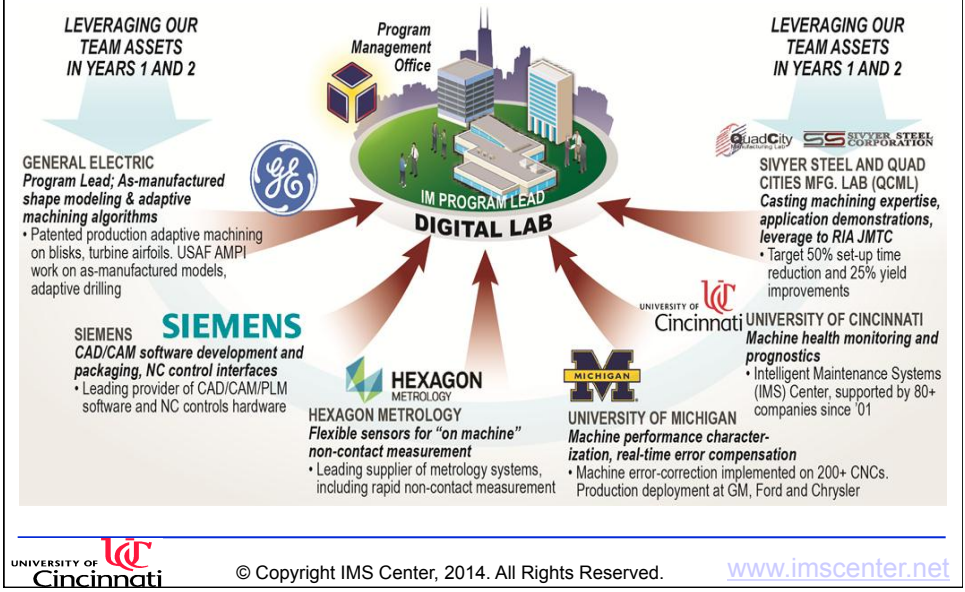 LEVERAGING OUR
TEAM ASSETS
IN YEARS 1 AND 2
Program
Management
Office
LEVERAGING OUR
TEAM ASSETS
IN YEARS 1 AND 2
IM PROGRAM LEAD
DIGITAL LAB
GENERAL ELECTRIC
Program Lead; As-manufactured
shape modeling & adaptive
machining algorithms
• Patented production adaptive machining
on blisks, turbine airfoils. USAF AMPI
work on as-manufactured models,
adaptive drilling
GE
QuadCity
Manufacturing Lab
SS SIVYER STEEL
CORPORATION
SIVYER STEEL AND QUAD
CITIES MFG. LAB (QCML)
Casting machining expertise,
application demonstrations,
leverage to RIA JMTC
• Target 50% set-up time
reduction and 25% yield
improvements
SIEMENS
SIEMENS
CAD/CAM software development and
packaging, NC control interfaces
• Leading provider of CAD/CAM/PLM
software and NC controls hardware
HEXAGON
METROLOGY
HEXAGON METROLOGY
Flexible sensors for “on machine”
non-contact measurement
• Leading supplier of metrology systems,
including rapid non-contact measurement
M
MICHIGAN
UNIVERSITY OF MICHIGAN
Machine performance character-
ization, real-time error compensation
• Machine error-correction implemented on 200+ CNCs.
Production deployment at GM, Ford and Chrysler
UNIVERSITY OF UC
Cincinnati
UNIVERSITY OF CINCINNATI
Machine health monitoring and
prognostics
• Intelligent Maintenance Systems
(IMS) Center, supported by 80+
companies since ’01
UNIVERSITY OF UC
Cincinnati
© Copyright IMS Center, 2014. All Rights Reserved.
www.imscenter.net